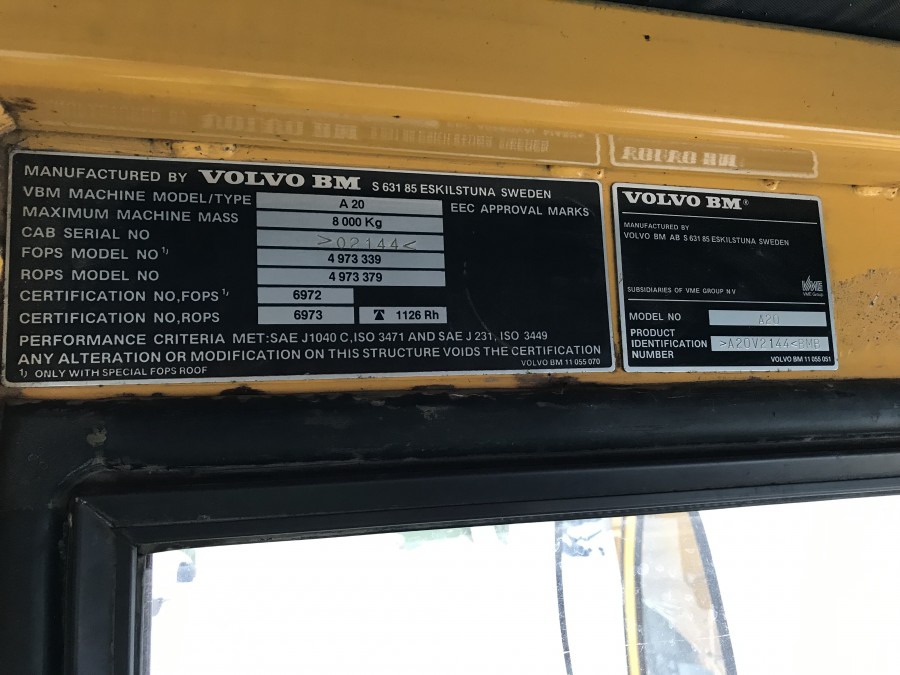 MANUFACTURED BY VOLVO BM S 631 85 ESKILSTUNA SWEDEN
VBM MACHINE MODEL/TYPE A 20 EEC APPROVAL MARKS
MAXIMUM MACHINE MASS 8 000 Kg
CAB SERIAL NO >02144<
FOPS MODEL NO 1) 4 973 339
ROPS MODEL NO 4 973 379
CERTIFICATION NO,FOPS 1) 6972
CERTIFICATION NO,ROPS 6973 1126 Rh
PERFORMANCE CRITERIA MET:SAE J1040 C,ISO 3471 AND SAE J 231, ISO 3449
ANY ALTERATION OR MODIFICATION ON THIS STRUCTURE VOIDS THE CERTIFICATION
1) ONLY WITH SPECIAL FOPS ROOF VOLVO BM 11 055 070
VOLVO BM®
MANUFACTURED BY
VOLVO BM AB S 631 85 ESKILSTUNA SWEDEN
SUBSIDIARIES OF VME GROUP N V
VME Group
MODEL NO A20
PRODUCT
IDENTIFICATION >A20V2144<BMB
NUMBER
VOLVO BM 11 055 051